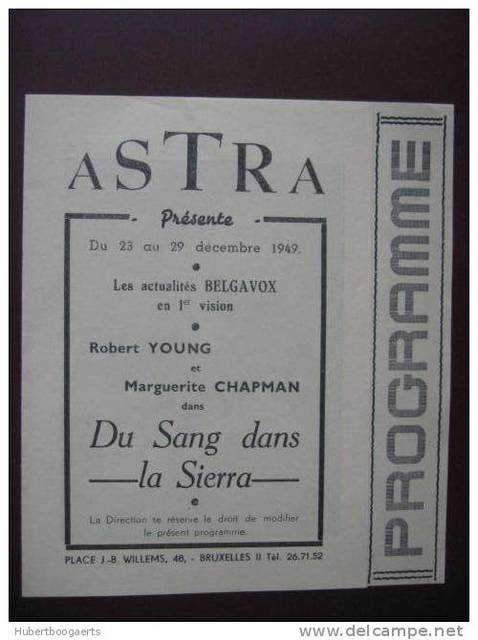 ASTRA
Présente
Du 23 au 29 décembre 1949.
Les actualités BELGAVOX
en 1er vision
Robert YOUNG
et
Marguerite CHAPMAN
dans
Du Sang dans
la Sierra
La Direction se réserve le droit de modifier
le présent programme.
PLACE J.-B. WILLEMS, 48, - BRUXELLES II Tél. 26.71.52
PROGRAMME
Hubertboogaerts
delcampe.net